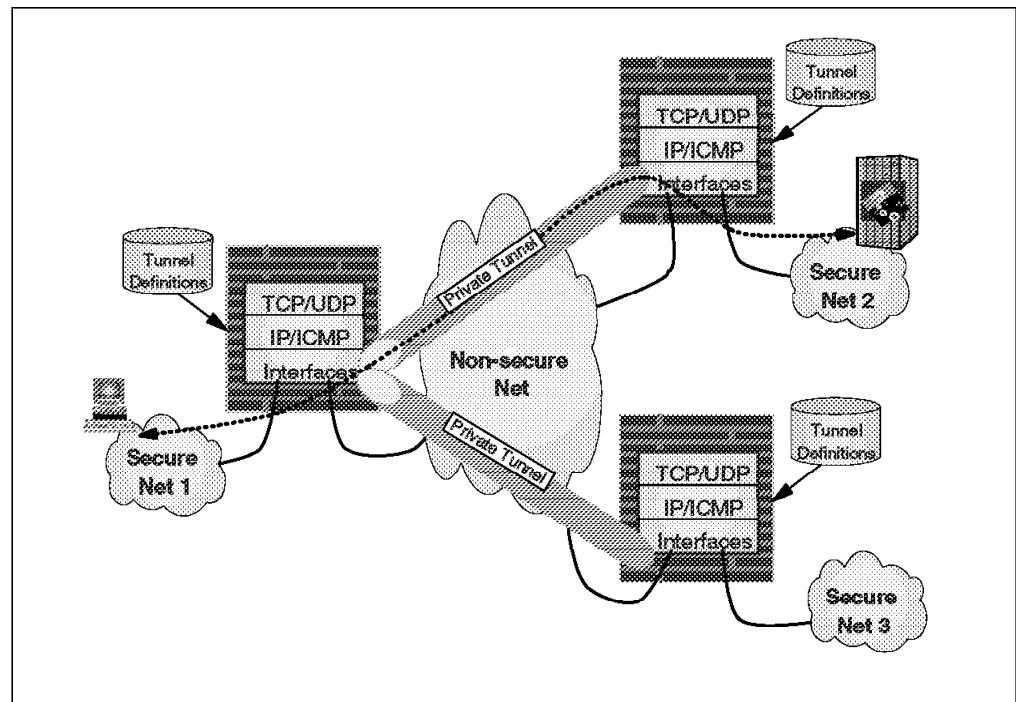 Tunnel
Definitions
TCP/UDP
IP/ICMP
Interfaces
Private Tunnel
Secure
Net 2
Tunnel
Definitions
TCP/UDP
IP/ICMP
Interfaces
Non-secure
Net
Secure
Net 1
Private Tunnel
Tunnel
Definitions
TCP/UDP
IP/ICMP
Interfaces
Secure
Net 3